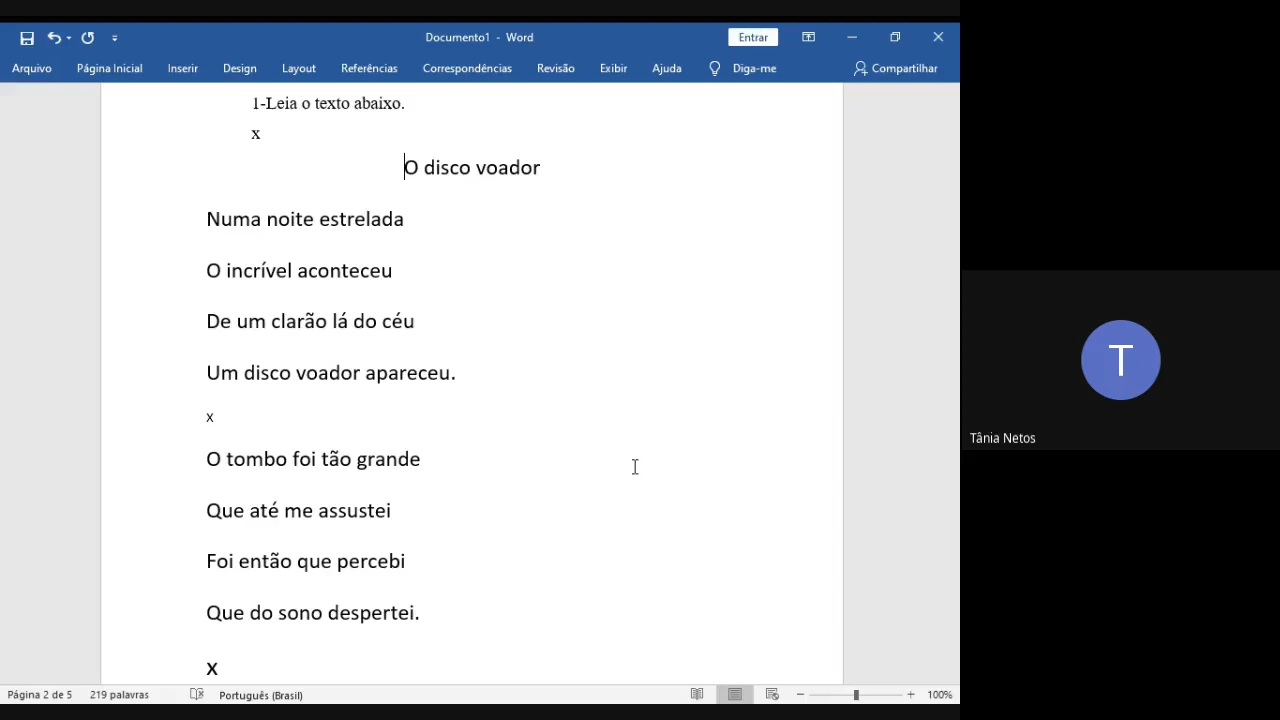 Documento1 - Word
Entrar
Arquivo Página Inicial Inserir Design Layout Referências Correspondências Revisão Exibir Ajuda Diga-me Compartilhar
1-Leia o texto abaixo.
x
O disco voador
Numa noite estrelada
O incrível aconteceu
De um clarão lá do céu
Um disco voador apareceu.
x
O tombo foi tão grande
Que até me assustei
Foi então que percebi
Que do sono despertei.
X
T
Tânia Netos
Página 2 de 5 219 palavras Português (Brasil) 100%